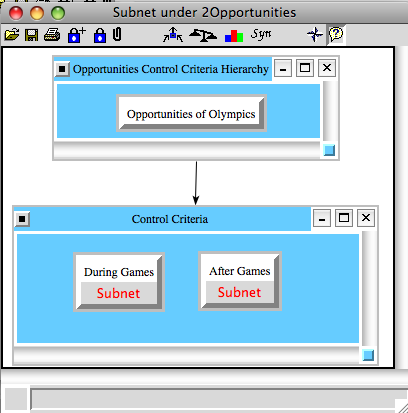 Subnet under 2Opportunities
Syn
Opportunities Control Criteria Hierarchy
Opportunities of Olympics
Control Criteria
During Games
Subnet
After Games
Subnet